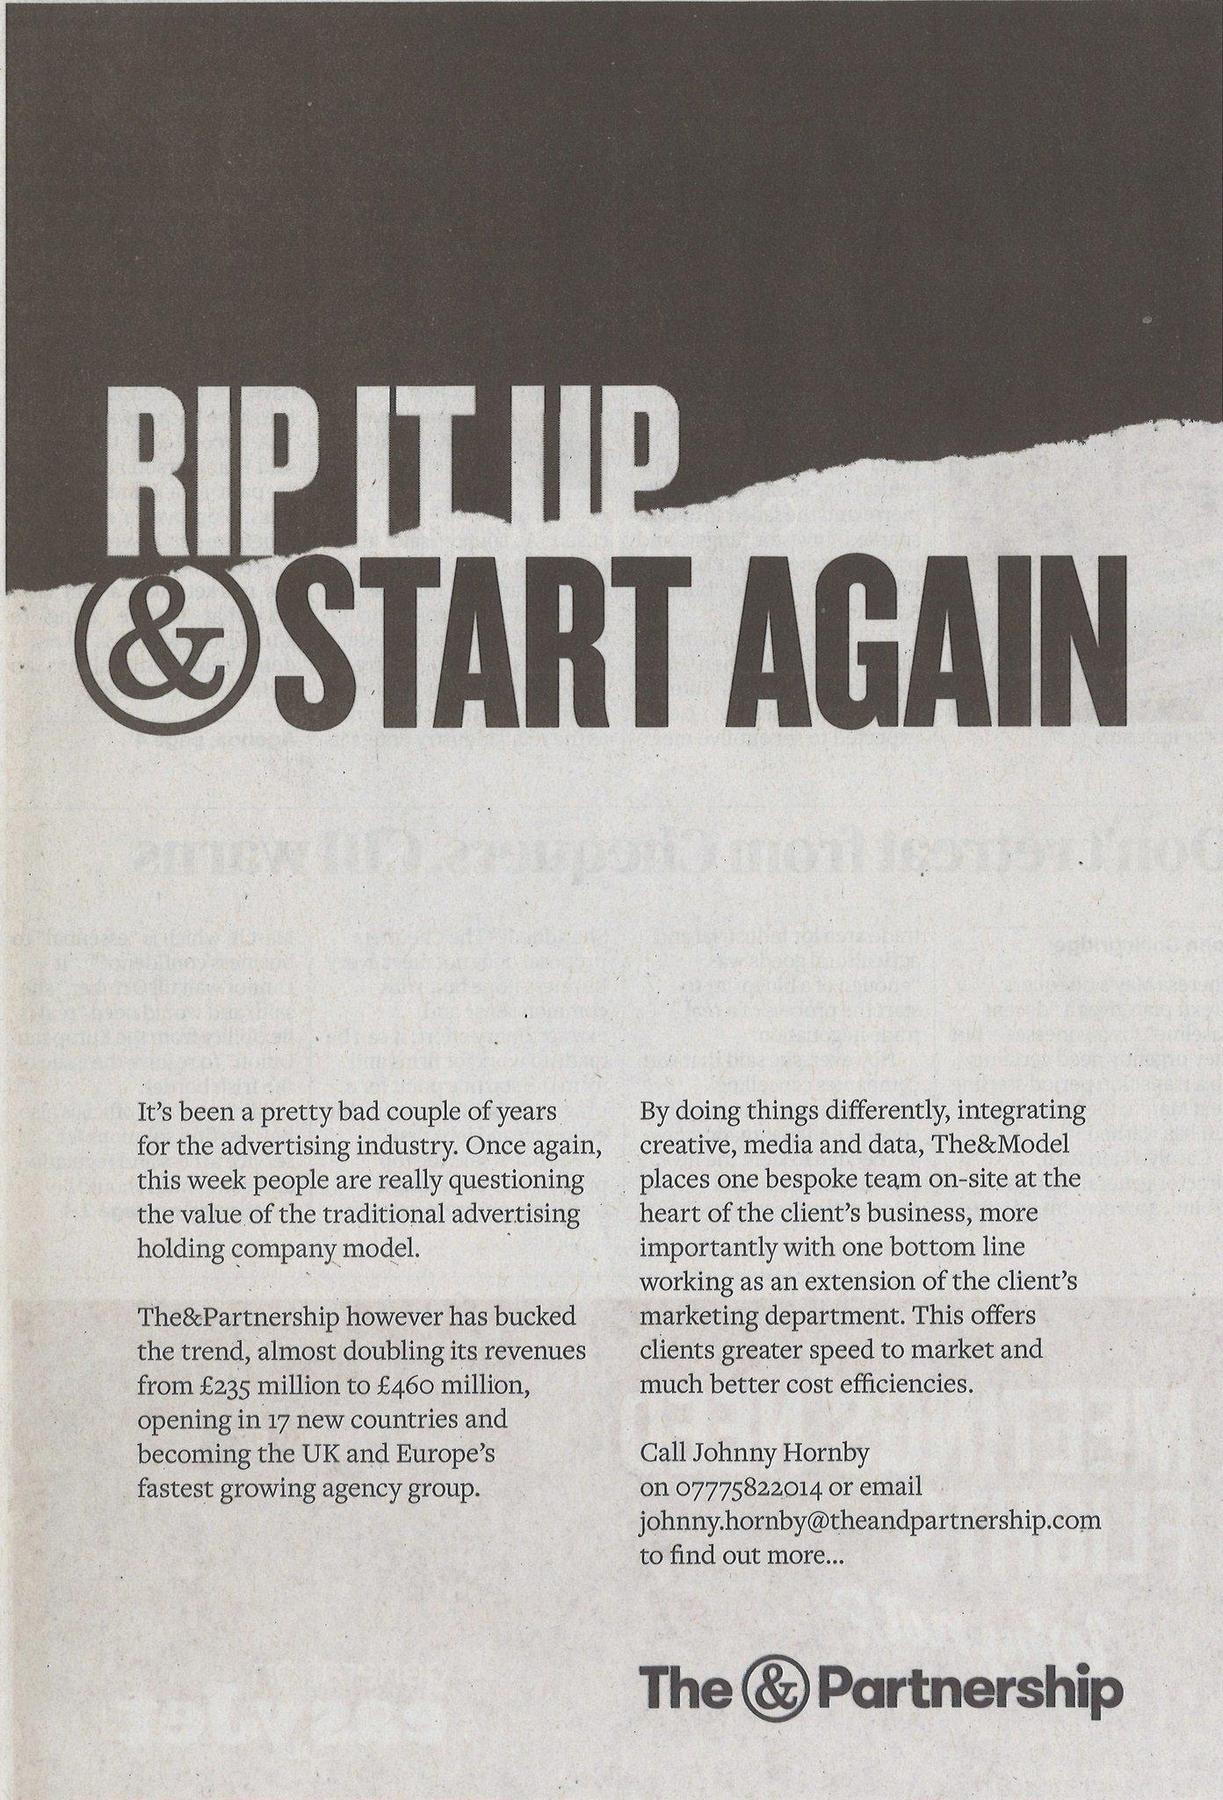 RIP IT UP
& START AGAIN
Don't retreat from Chequers, CBI warns
It's been a pretty bad couple of years
for the advertising industry. Once again,
this week people are really questioning
the value of the traditional advertising
holding company model.
The&Partnership however has bucked
the trend, almost doubling its revenues
from £235 million to £460 million,
opening in 17 new countries and
becoming the UK and Europe's
fastest growing agency group.
By doing things differently, integrating
creative, media and data, The&Model
places one bespoke team on-site at the
heart of the client's business, more
importantly with one bottom line
working as an extension of the client's
marketing department. This offers
clients greater speed to market and
much better cost efficiencies.
Call Johnny Hornby
on 07775822014 or email
johnny.hornby@theandpartnership.com
to find out more...
The & Partnership